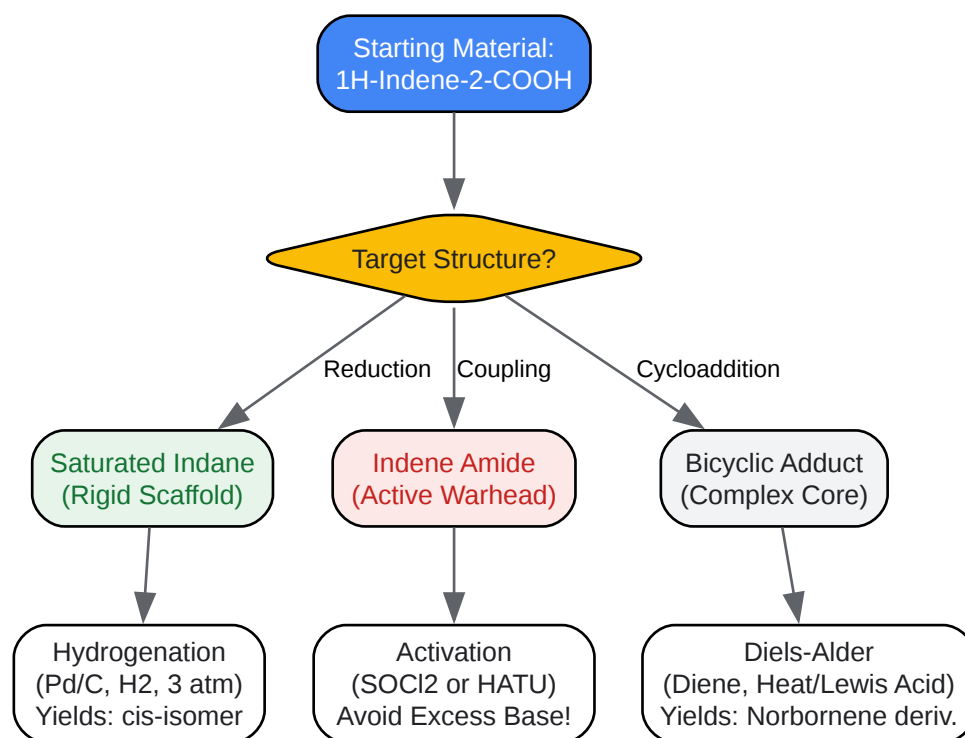 Starting Material:
1H-Indene-2-COOH
Target Structure?
Reduction
Coupling
Cycloaddition
Saturated Indane
(Rigid Scaffold)
Indene Amide
(Active Warhead)
Bicyclic Adduct
(Complex Core)
Hydrogenation
(Pd/C, H2, 3 atm)
Yields: cis-isomer
Activation
(SOCl2 or HATU)
Avoid Excess Base!
Diels-Alder
(Diene, Heat/Lewis Acid)
Yields: Norbornene deriv.